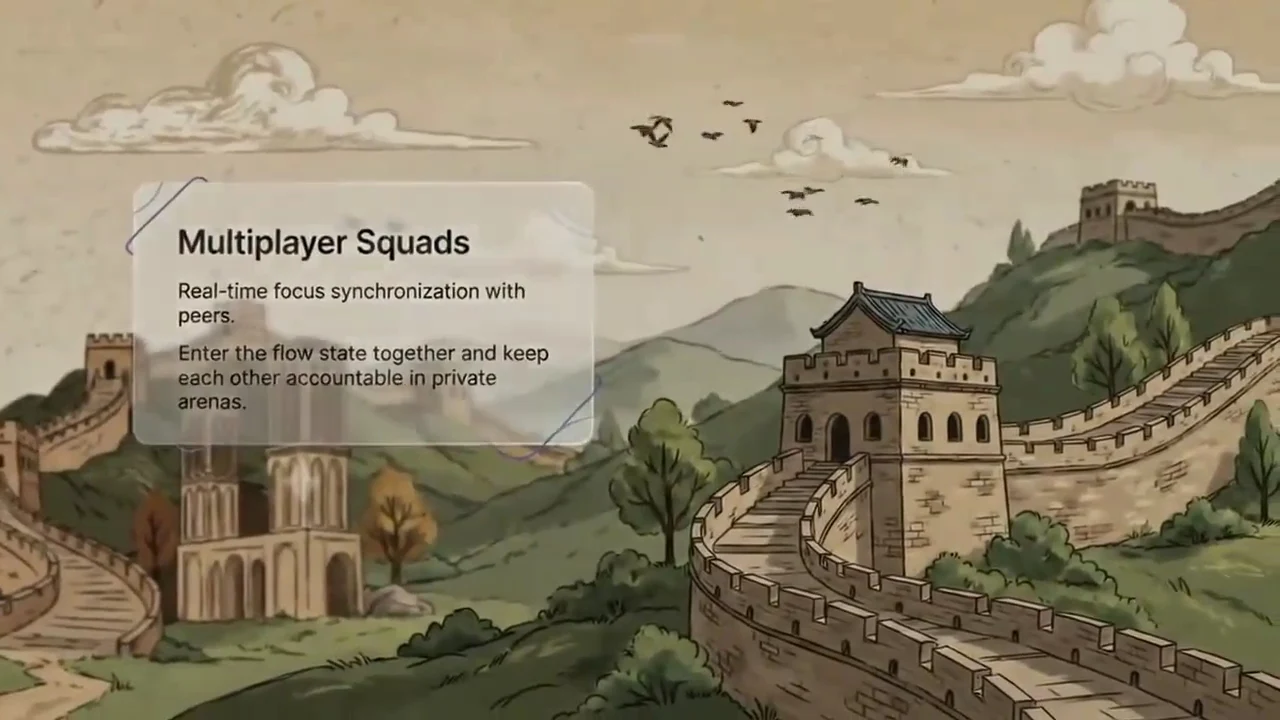 Multiplayer Squads
Real-time focus synchronization with
peers.
Enter the flow state together and keep
each other accountable in private
arenas.